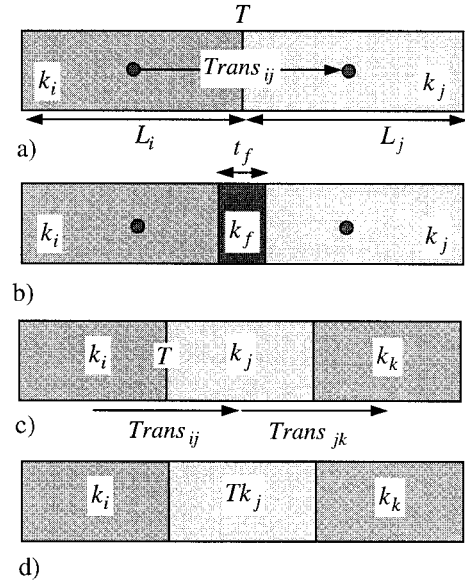 T
k_i Trans_ij k_j
L_i L_j
a)
t_f
k_i k_f k_j
b)
k_i T k_j k_k
Trans_ij Trans_jk
c)
k_i Tk_j k_k
d)